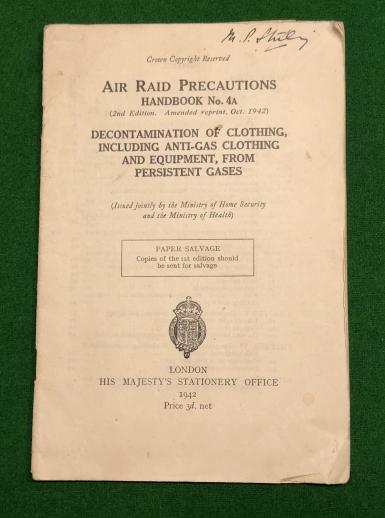 Crown Copyright Reserved
AIR RAID PRECAUTIONS
HANDBOOK No. 4A
(2nd Edition. Amended reprint, Oct. 1942)
DECONTAMINATION OF CLOTHING,
INCLUDING ANTI-GAS CLOTHING
AND EQUIPMENT, FROM
PERSISTENT GASES
(Issued jointly by the Ministry of Home Security
and the Ministry of Health)
PAPER SALVAGE
Copies of the 1st edition should
be sent for salvage
LONDON
HIS MAJESTY'S STATIONERY OFFICE
1942
Price 3d. net